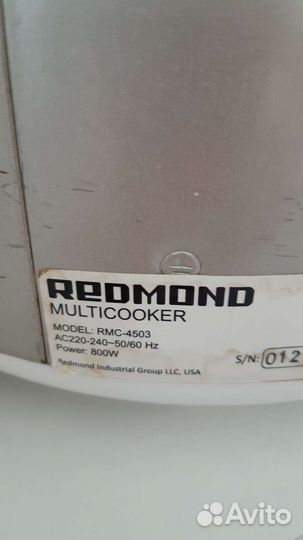 REDMOND
MULTICOOKER
MODEL: RMC-4503
AC220-240~50/60 Hz
Power: 800W
Redmond Industrial Group LLC, USA
S/N: 012
Avito